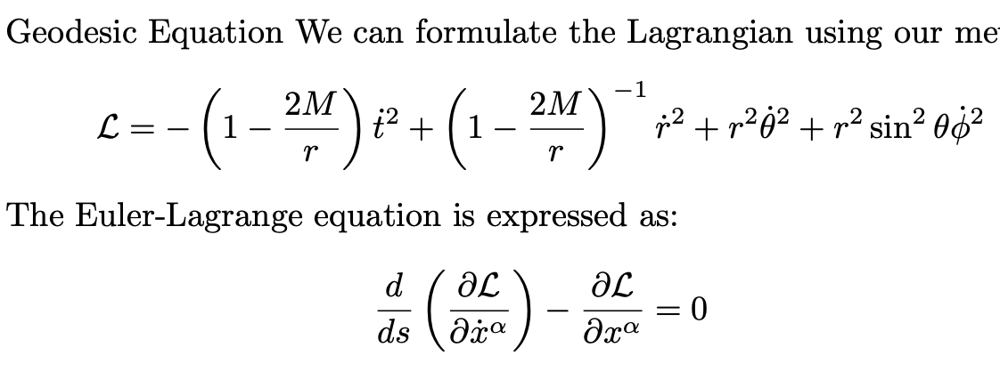 Geodesic Equation We can formulate the Lagrangian using our
$$\mathcal{L} = -\left(1 - \frac{2M}{r}\right)\dot{t}^2 + \left(1 - \frac{2M}{r}\right)^{-1}\dot{r}^2 + r^2\dot{\theta}^2 + r^2\sin^2\theta\dot{\phi}^2$$
The Euler-Lagrange equation is expressed as:
$$\frac{d}{ds}\left(\frac{\partial \mathcal{L}}{\partial \dot{x}^\alpha}\right) - \frac{\partial \mathcal{L}}{\partial x^\alpha} = 0$$